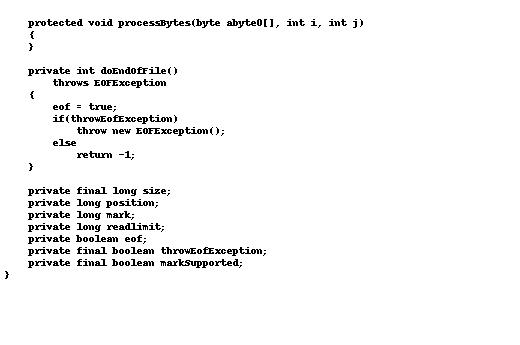 protected void processBytes(byte abyte0[], int i, int j)
{
}
private int doEndOfFile()
throws EOFException
{
eof = true;
if(throwEofException)
throw new EOFException();
else
return -1;
}
private final long size;
private long position;
private long mark;
private long readlimit;
private boolean eof;
private final boolean throwEofException;
private final boolean markSupported;
}